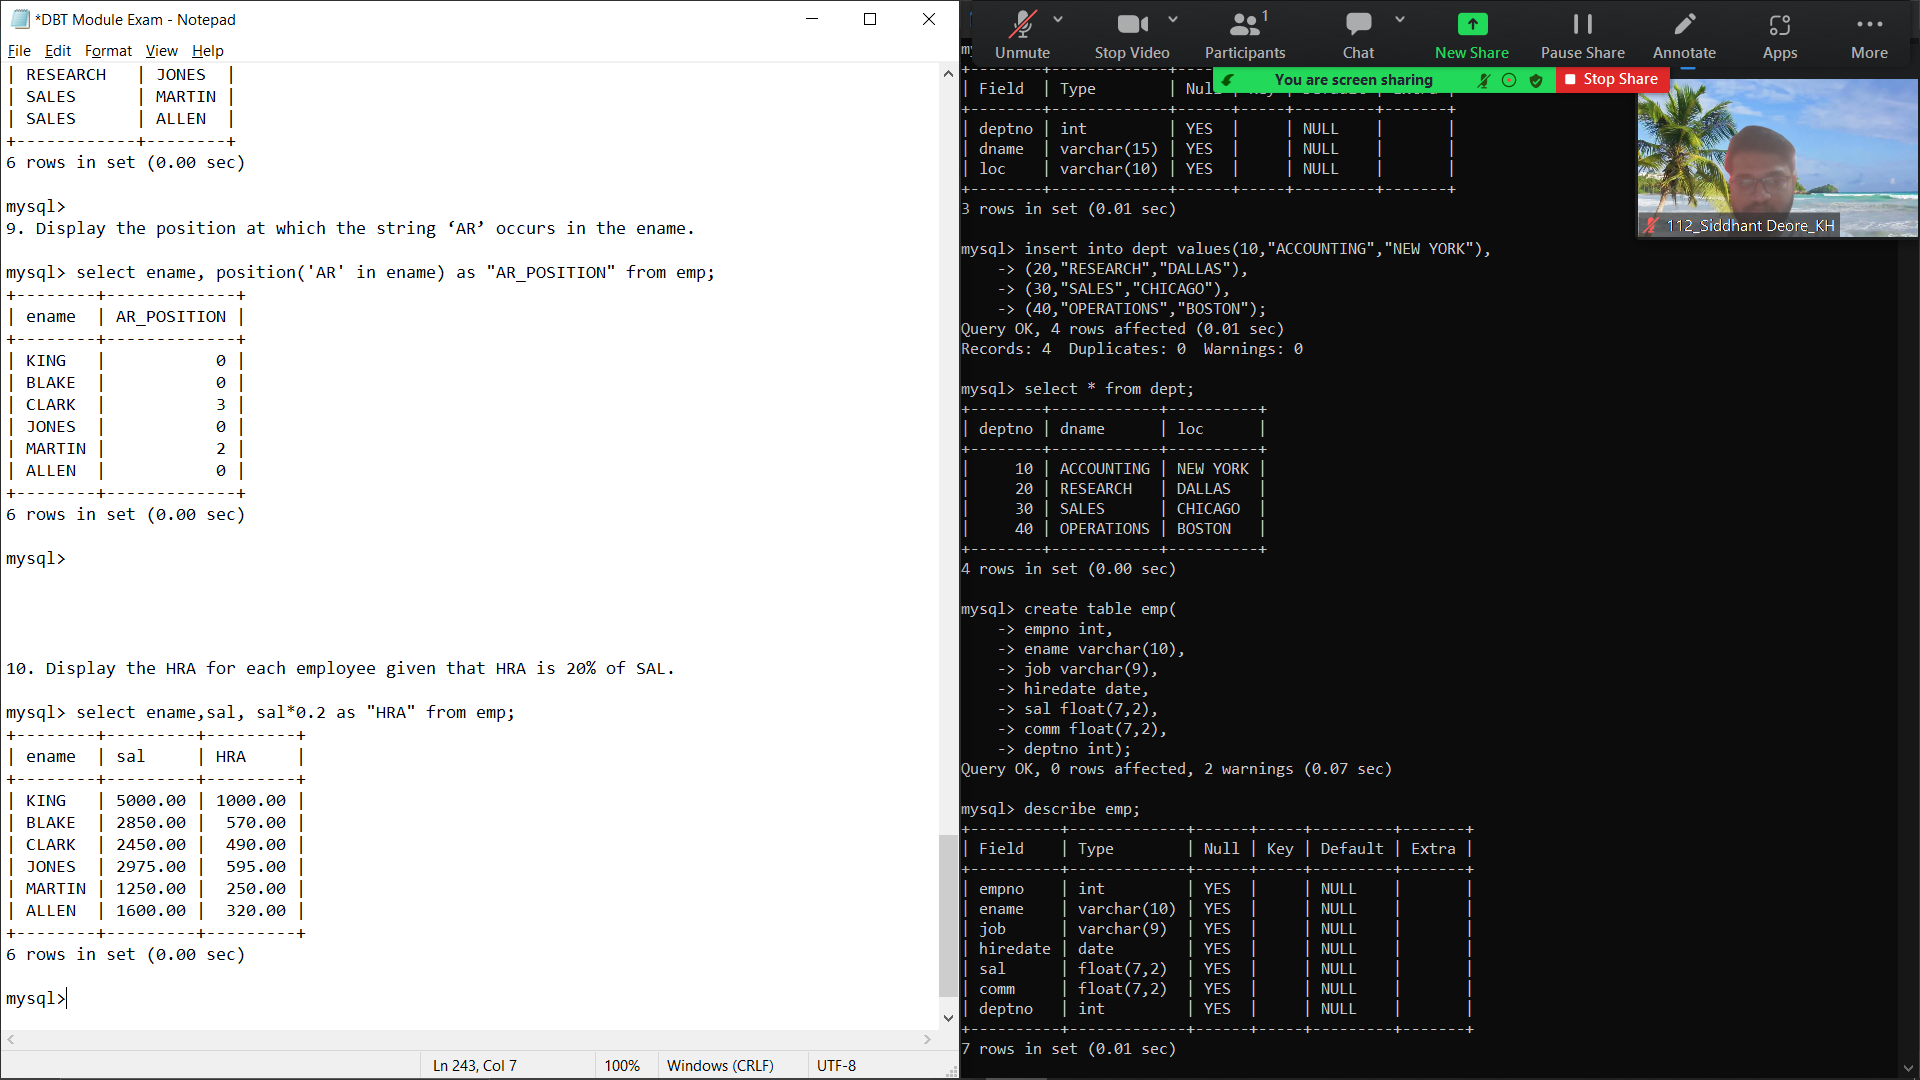 *DBT Module Exam - Notepad
File Edit Format View Help
| RESEARCH   | JONES  |
| SALES      | MARTIN |
| SALES      | ALLEN  |
+------------+--------+
6 rows in set (0.00 sec)
mysql>
9. Display the position at which the string ‘AR’ occurs in the ename.
mysql> select ename, position('AR' in ename) as "AR_POSITION" from emp;
+--------+-------------+
| ename  | AR_POSITION |
+--------+-------------+
| KING   |           0 |
| BLAKE  |           0 |
| CLARK  |           3 |
| JONES  |           0 |
| MARTIN |           2 |
| ALLEN  |           0 |
+--------+-------------+
6 rows in set (0.00 sec)
mysql>
10. Display the HRA for each employee given that HRA is 20% of SAL.
mysql> select ename,sal, sal*0.2 as "HRA" from emp;
+--------+---------+---------+
| ename  | sal     | HRA     |
+--------+---------+---------+
| KING   | 5000.00 | 1000.00 |
| BLAKE  | 2850.00 |  570.00 |
| CLARK  | 2450.00 |  490.00 |
| JONES  | 2975.00 |  595.00 |
| MARTIN | 1250.00 |  250.00 |
| ALLEN  | 1600.00 |  320.00 |
+--------+---------+---------+
6 rows in set (0.00 sec)
mysql>
Ln 243, Col 7 100% Windows (CRLF) UTF-8
Unmute Stop Video Participants 1 Chat New Share Pause Share Annotate Apps More
You are screen sharing Stop Share
112_Siddhant Deore_KH
| Field  | Type        | Null
+--------+-------------+------+-----+---------+-------+
| deptno | int         | YES  |     | NULL    |       |
| dname  | varchar(15) | YES  |     | NULL    |       |
| loc    | varchar(10) | YES  |     | NULL    |       |
+--------+-------------+------+-----+---------+-------+
3 rows in set (0.01 sec)
mysql> insert into dept values(10,"ACCOUNTING","NEW YORK"),
    -> (20,"RESEARCH","DALLAS"),
    -> (30,"SALES","CHICAGO"),
    -> (40,"OPERATIONS","BOSTON");
Query OK, 4 rows affected (0.01 sec)
Records: 4  Duplicates: 0  Warnings: 0
mysql> select * from dept;
+--------+------------+----------+
| deptno | dname      | loc      |
+--------+------------+----------+
|     10 | ACCOUNTING | NEW YORK |
|     20 | RESEARCH   | DALLAS   |
|     30 | SALES      | CHICAGO  |
|     40 | OPERATIONS | BOSTON   |
+--------+------------+----------+
4 rows in set (0.00 sec)
mysql> create table emp(
    -> empno int,
    -> ename varchar(10),
    -> job varchar(9),
    -> hiredate date,
    -> sal float(7,2),
    -> comm float(7,2),
    -> deptno int);
Query OK, 0 rows affected, 2 warnings (0.07 sec)
mysql> describe emp;
+----------+-------------+------+-----+---------+-------+
| Field    | Type        | Null | Key | Default | Extra |
+----------+-------------+------+-----+---------+-------+
| empno    | int         | YES  |     | NULL    |       |
| ename    | varchar(10) | YES  |     | NULL    |       |
| job      | varchar(9)  | YES  |     | NULL    |       |
| hiredate | date        | YES  |     | NULL    |       |
| sal      | float(7,2)  | YES  |     | NULL    |       |
| comm     | float(7,2)  | YES  |     | NULL    |       |
| deptno   | int         | YES  |     | NULL    |       |
+----------+-------------+------+-----+---------+-------+
7 rows in set (0.01 sec)